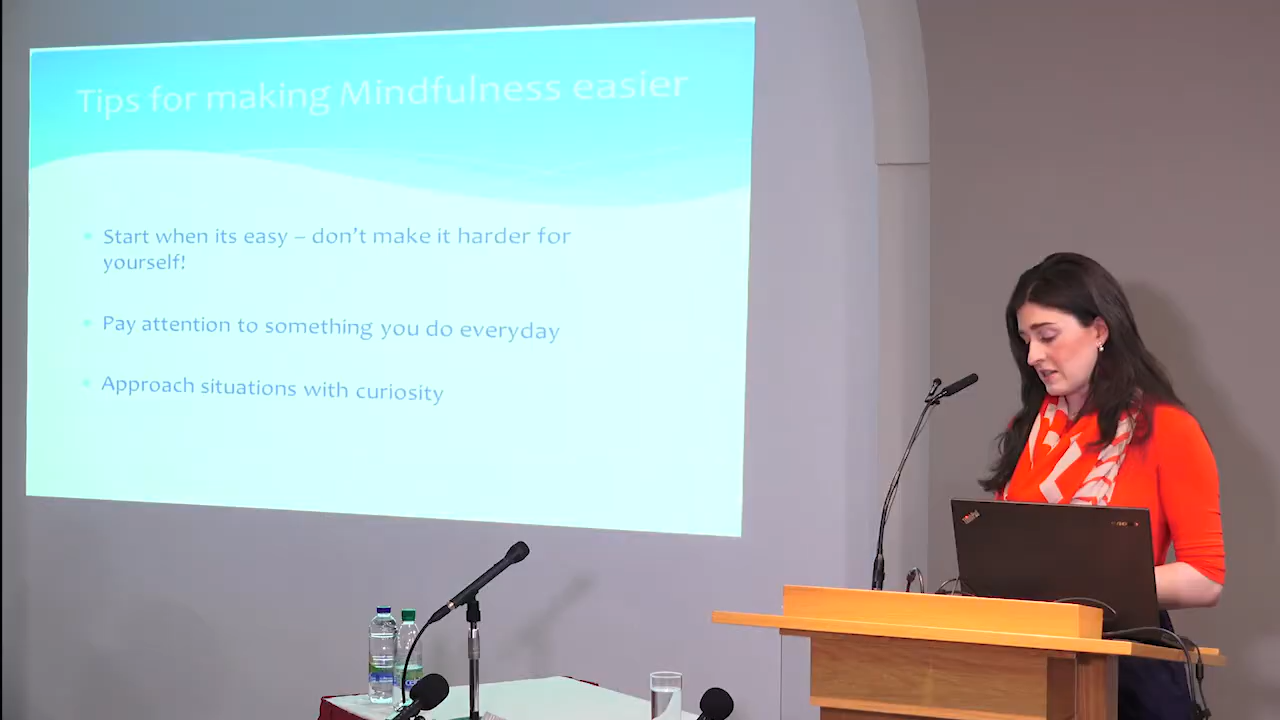 Tips for making Mindfulness easier
Start when its easy – don't make it harder for
yourself!
Pay attention to something you do everyday
Approach situations with curiosity
ThinkPad